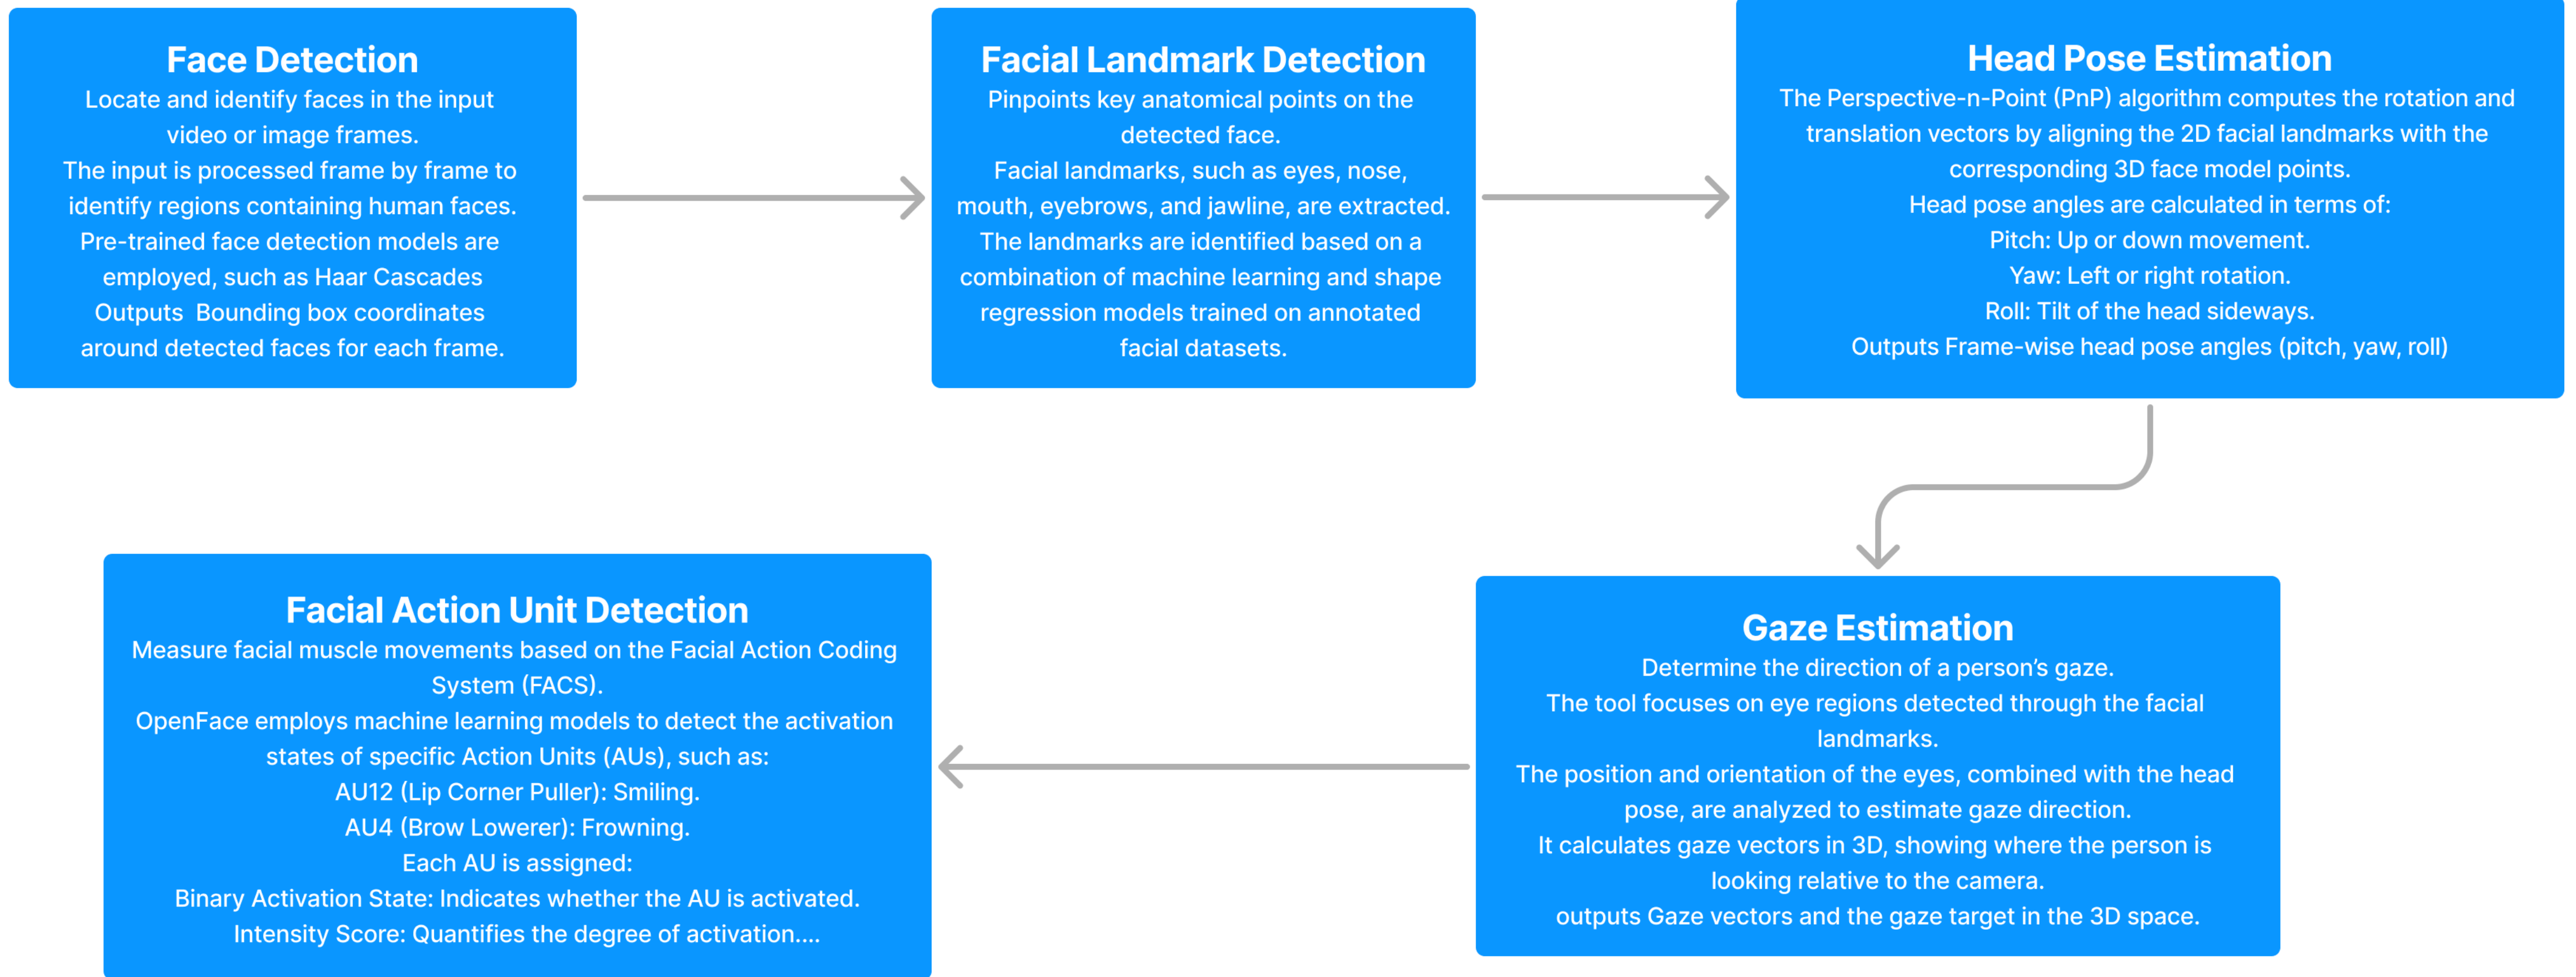 Face Detection
Locate and identify faces in the input
video or image frames.
The input is processed frame by frame to
identify regions containing human faces.
Pre-trained face detection models are
employed, such as Haar Cascades
Outputs  Bounding box coordinates
around detected faces for each frame.
Facial Landmark Detection
Pinpoints key anatomical points on the
detected face.
Facial landmarks, such as eyes, nose,
mouth, eyebrows, and jawline, are extracted.
The landmarks are identified based on a
combination of machine learning and shape
regression models trained on annotated
facial datasets.
Head Pose Estimation
The Perspective-n-Point (PnP) algorithm computes the rotation and
translation vectors by aligning the 2D facial landmarks with the
corresponding 3D face model points.
Head pose angles are calculated in terms of:
Pitch: Up or down movement.
Yaw: Left or right rotation.
Roll: Tilt of the head sideways.
Outputs Frame-wise head pose angles (pitch, yaw, roll)
Gaze Estimation
Determine the direction of a person’s gaze.
The tool focuses on eye regions detected through the facial
landmarks.
The position and orientation of the eyes, combined with the head
pose, are analyzed to estimate gaze direction.
It calculates gaze vectors in 3D, showing where the person is
looking relative to the camera.
outputs Gaze vectors and the gaze target in the 3D space.
Facial Action Unit Detection
Measure facial muscle movements based on the Facial Action Coding
System (FACS).
OpenFace employs machine learning models to detect the activation
states of specific Action Units (AUs), such as:
AU12 (Lip Corner Puller): Smiling.
AU4 (Brow Lowerer): Frowning.
Each AU is assigned:
Binary Activation State: Indicates whether the AU is activated.
Intensity Score: Quantifies the degree of activation....